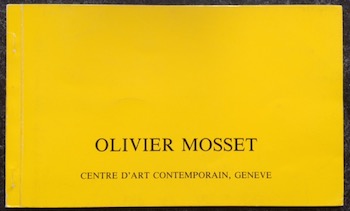 OLIVIER MOSSET
CENTRE D'ART CONTEMPORAIN, GENEVE